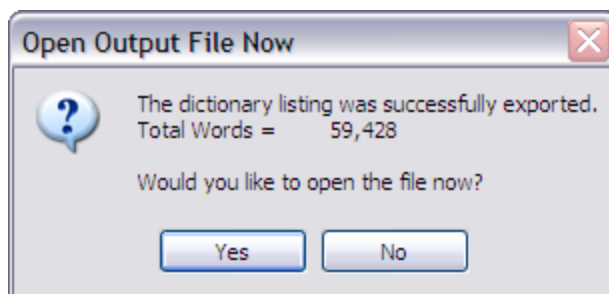 Open Output File Now
The dictionary listing was successfully exported.
Total Words = 59,428
Would you like to open the file now?
Yes No